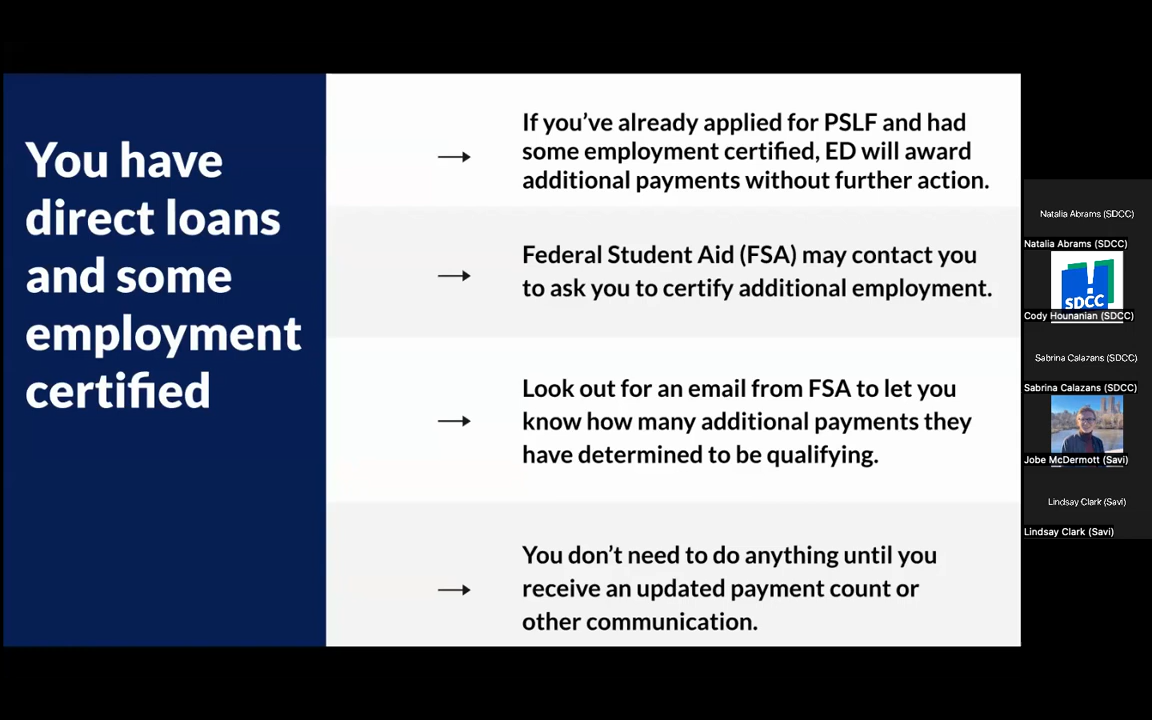 You have
direct loans
and some
employment
certified
If you’ve already applied for PSLF and had
some employment certified, ED will award
additional payments without further action.
Federal Student Aid (FSA) may contact you
to ask you to certify additional employment.
Look out for an email from FSA to let you
know how many additional payments they
have determined to be qualifying.
You don’t need to do anything until you
receive an updated payment count or
other communication.
Natalia Abrams (SDCC)
Natalia Abrams (SDCC)
SDCC
Cody Hounanian (SDCC)
Sabrina Calazans (SDCC)
Sabrina Calazans (SDCC)
Jobe McDermott (Savi)
Lindsay Clark (Savi)
Lindsay Clark (Savi)